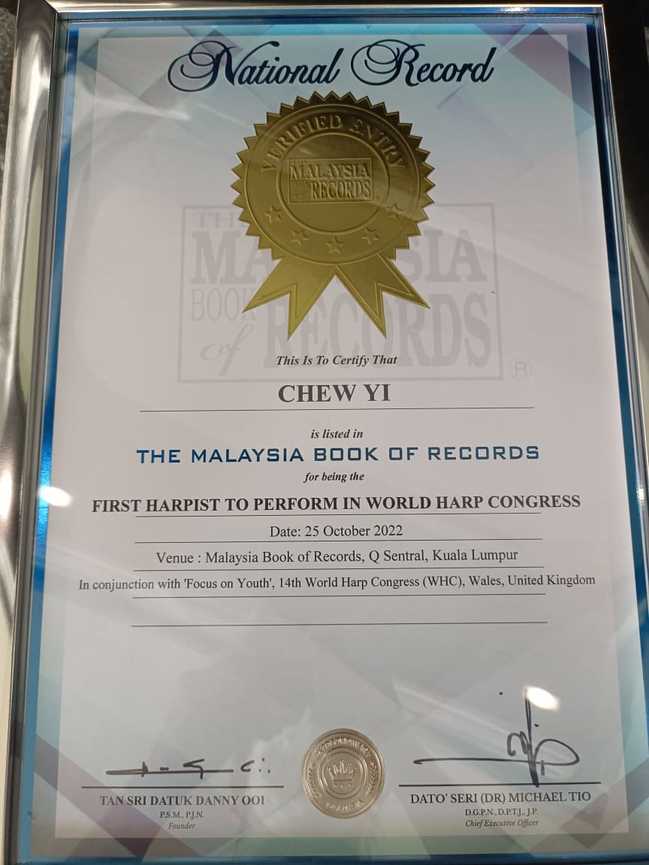 National Record
VERIFIED ENTRY
THE
MALAYSIA
BOOK of
RECORDS
THE
MALAYSIA
BOOK
of RECORDS
®
This Is To Certify That
CHEW YI
is listed in
THE MALAYSIA BOOK OF RECORDS
for being the
FIRST HARPIST TO PERFORM IN WORLD HARP CONGRESS
Date: 25 October 2022
Venue : Malaysia Book of Records, Q Sentral, Kuala Lumpur
In conjunction with 'Focus on Youth', 14th World Harp Congress (WHC), Wales, United Kingdom
TAN SRI DATUK DANNY OOI
P.S.M., P.J.N.
Founder
DATO' SERI (DR) MICHAEL TIO
D.G.P.N., D.P.T.J., J.P.
Chief Executive Officer